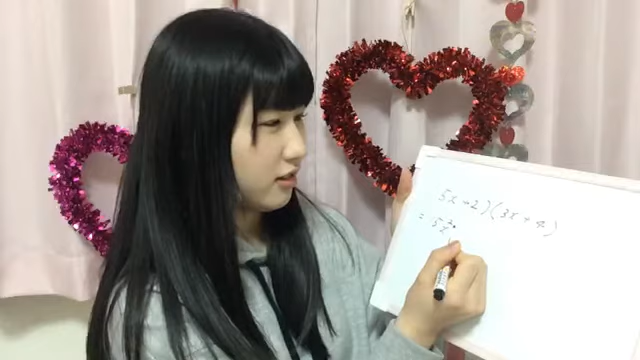 5x-2)(3x+4)
=5x²